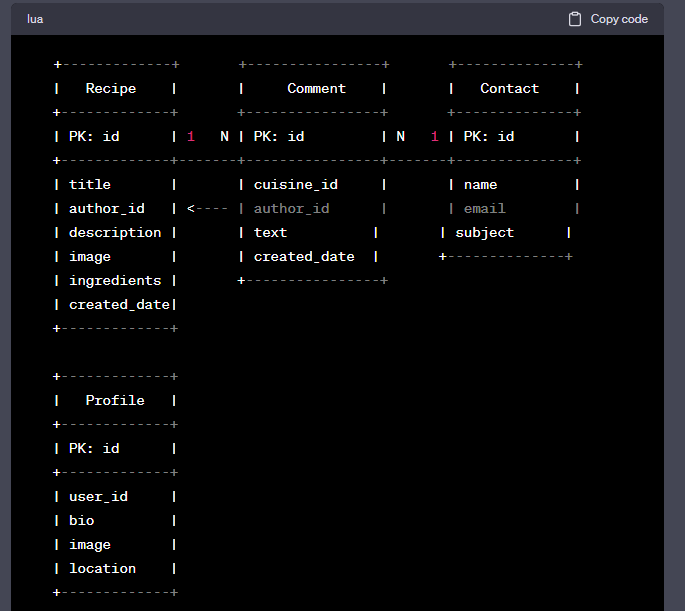 lua Copy code
+-------------+       +----------------+       +--------------+
|   Recipe    |       |     Comment    |       |   Contact    |
+-------------+       +----------------+       +--------------+
| PK: id      | 1   N | PK: id         | N   1 | PK: id       |
+-------------+-------+----------------+-------+--------------+
| title       |       | cuisine_id     |       | name         |
| author_id   | <---- | author_id      |       | email        |
| description |       | text          |       | subject      |
| image       |       | created_date  |       +--------------+
| ingredients |       +----------------+
| created_date|
+-------------+
+-------------+
|   Profile   |
+-------------+
| PK: id      |
+-------------+
| user_id     |
| bio         |
| image       |
| location    |
+-------------+